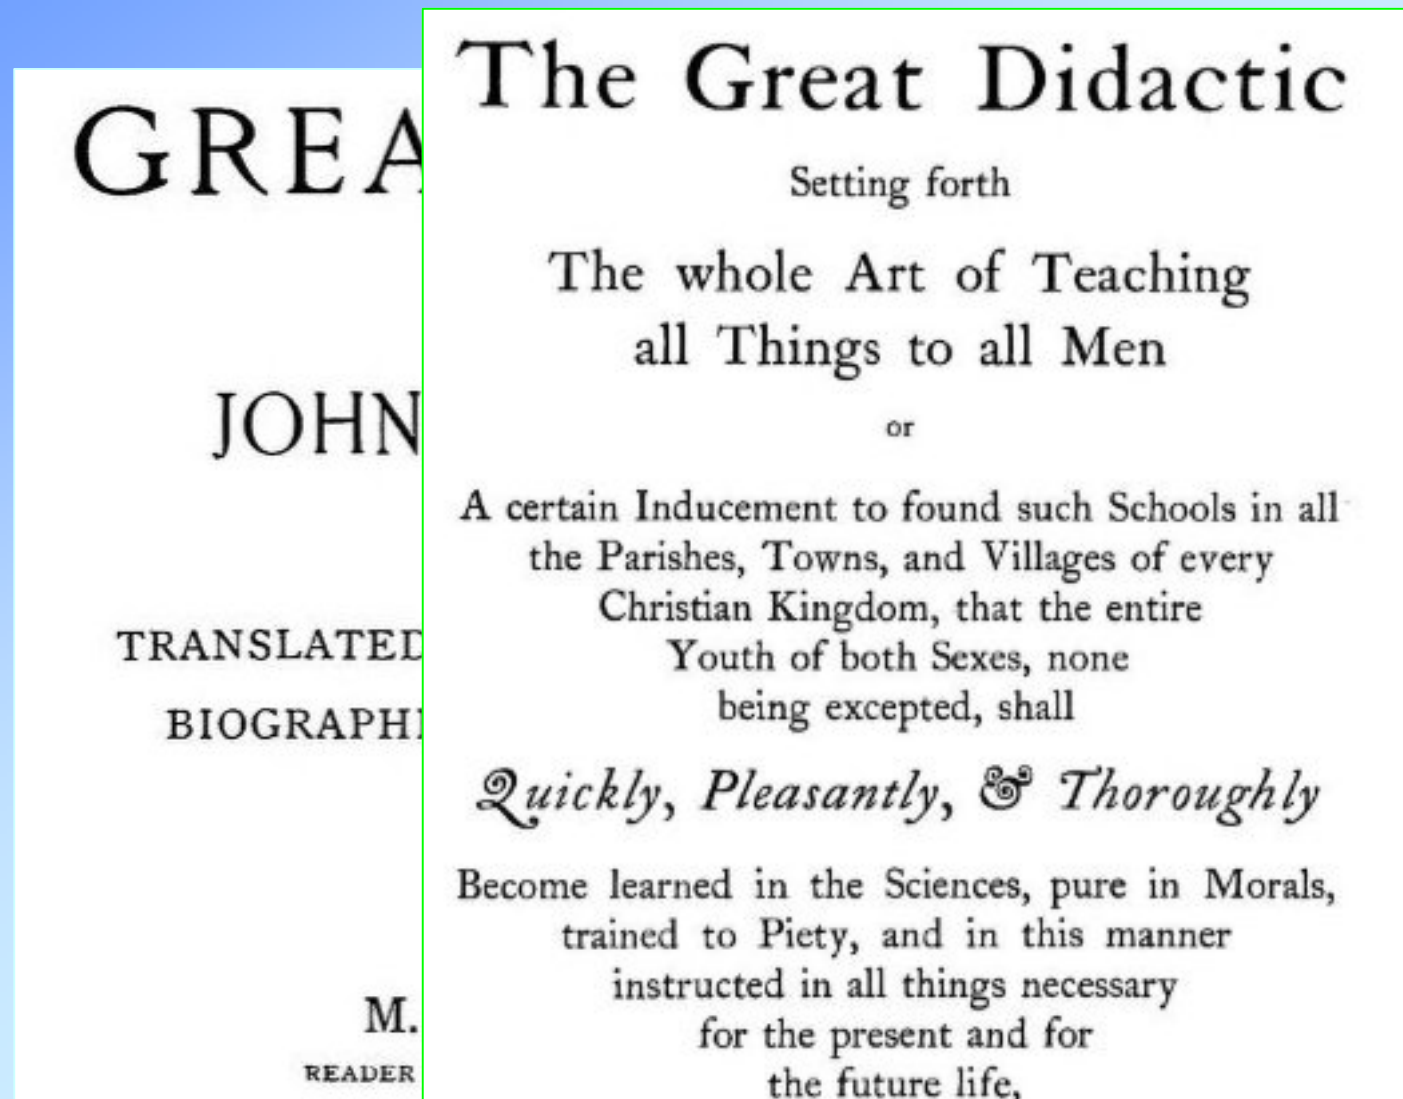 GREA
JOHN
TRANSLATED
BIOGRAPHI
M.
READER
The Great Didactic
Setting forth
The whole Art of Teaching
all Things to all Men
or
A certain Inducement to found such Schools in all
the Parishes, Towns, and Villages of every
Christian Kingdom, that the entire
Youth of both Sexes, none
being excepted, shall
Quickly, Pleasantly, & Thoroughly
Become learned in the Sciences, pure in Morals,
trained to Piety, and in this manner
instructed in all things necessary
for the present and for
the future life,